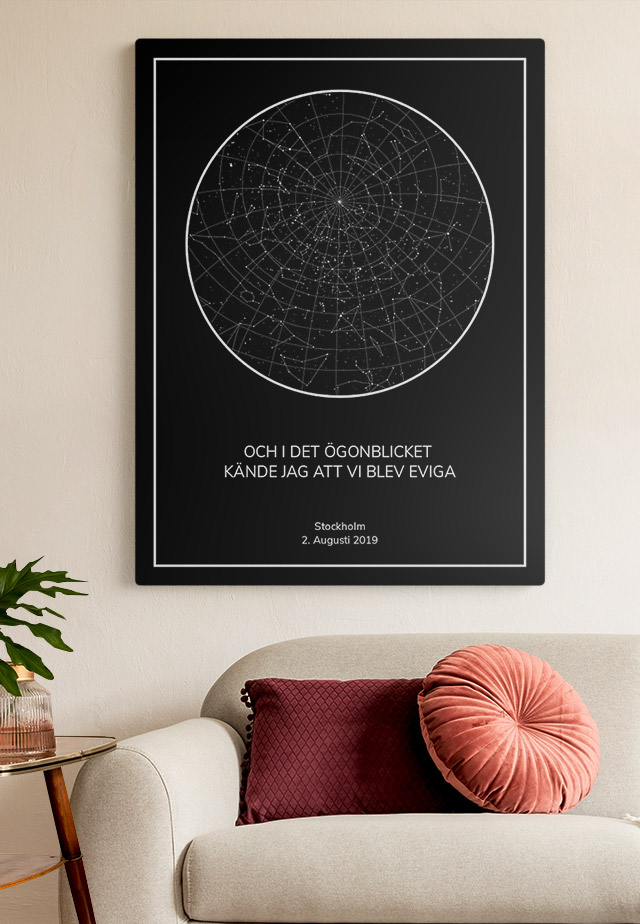 OCH I DET ÖGONBLICKET
KÄNDE JAG ATT VI BLEV EVIGA
Stockholm
2. Augusti 2019